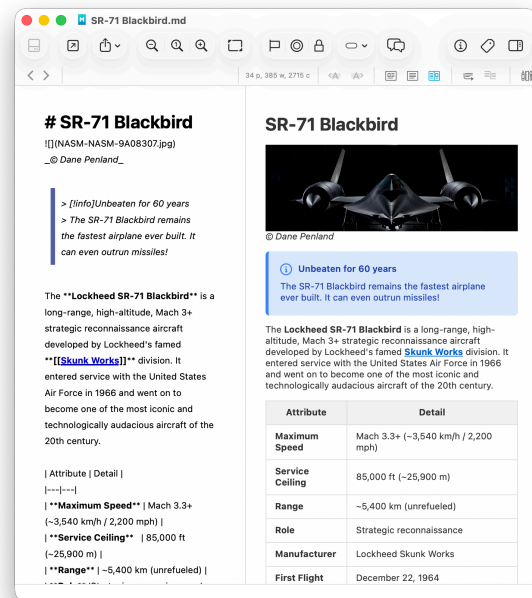 SR-71 Blackbird.md
34 p, 385 w, 2715 c
# SR-71 Blackbird
![](NASM-NASM-9A08307.jpg)
_© Dane Penland_
> [!info]Unbeaten for 60 years
> The SR-71 Blackbird remains
the fastest airplane ever built. It
can even outrun missiles!
The **Lockheed SR-71 Blackbird** is a
long-range, high-altitude, Mach 3+
strategic reconnaissance aircraft
developed by Lockheed's famed
**[[Skunk Works]]** division. It
entered service with the United States
Air Force in 1966 and went on to
become one of the most iconic and
technologically audacious aircraft of the
20th century.
| Attribute | Detail |
|---|---|
| **Maximum Speed** | Mach 3.3+
(~3,540 km/h / 2,200 mph) |
| **Service Ceiling** | 85,000 ft
(~25,900 m) |
| **Range** | ~5,400 km (unrefueled) |
SR-71 Blackbird
© Dane Penland
Unbeaten for 60 years
The SR-71 Blackbird remains the fastest airplane
ever built. It can even outrun missiles!
The Lockheed SR-71 Blackbird is a long-range, high-
altitude, Mach 3+ strategic reconnaissance aircraft
developed by Lockheed's famed Skunk Works division. It
entered service with the United States Air Force in 1966
and went on to become one of the most iconic and
technologically audacious aircraft of the 20th century.
Attribute Detail
Maximum Speed Mach 3.3+ (~3,540 km/h / 2,200 mph)
Service Ceiling 85,000 ft (~25,900 m)
Range ~5,400 km (unrefueled)
Role Strategic reconnaissance
Manufacturer Lockheed Skunk Works
First Flight December 22, 1964